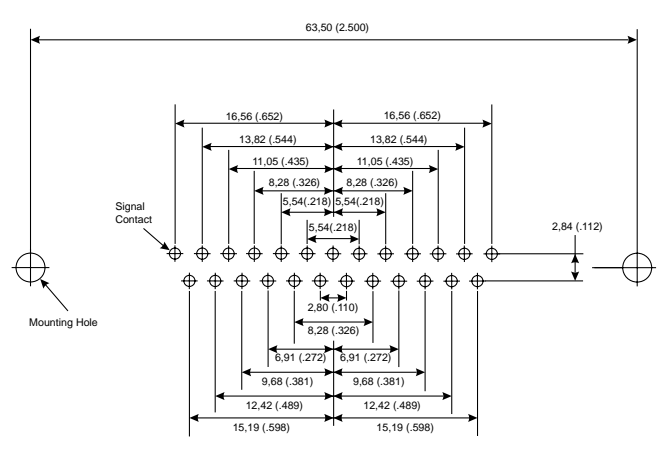 63,50 (2.500)
16,56 (.652) 16,56 (.652)
13,82 (.544) 13,82 (.544)
11,05 (.435) 11,05 (.435)
8,28 (.326) 8,28 (.326)
5,54(.218) 5,54(.218)
5,54(.218)
Signal
Contact
2,84 (.112)
Mounting Hole
2,80 (.110)
8,28 (.326)
6,91 (.272) 6,91 (.272)
9,68 (.381) 9,68 (.381)
12,42 (.489) 12,42 (.489)
15,19 (.598) 15,19 (.598)